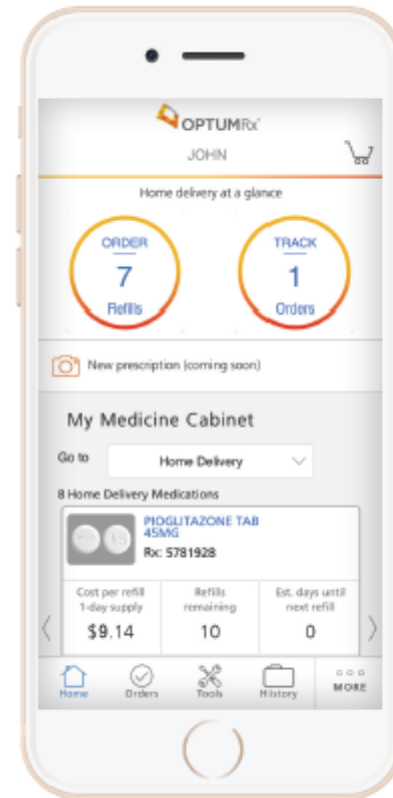 OPTUMRx
JOHN
Home delivery at a glance
ORDER
7
Refills
TRACK
1
Orders
New prescription (coming soon)
My Medicine Cabinet
Go to
Home Delivery
8 Home Delivery Medications
PIOGLITAZONE TAB
45MG
Rx: 5781928
Cost per refill
1-day supply
$9.14
Refills
remaining
10
Est. days until
next refill
0
Home
Orders
Tools
History
MORE